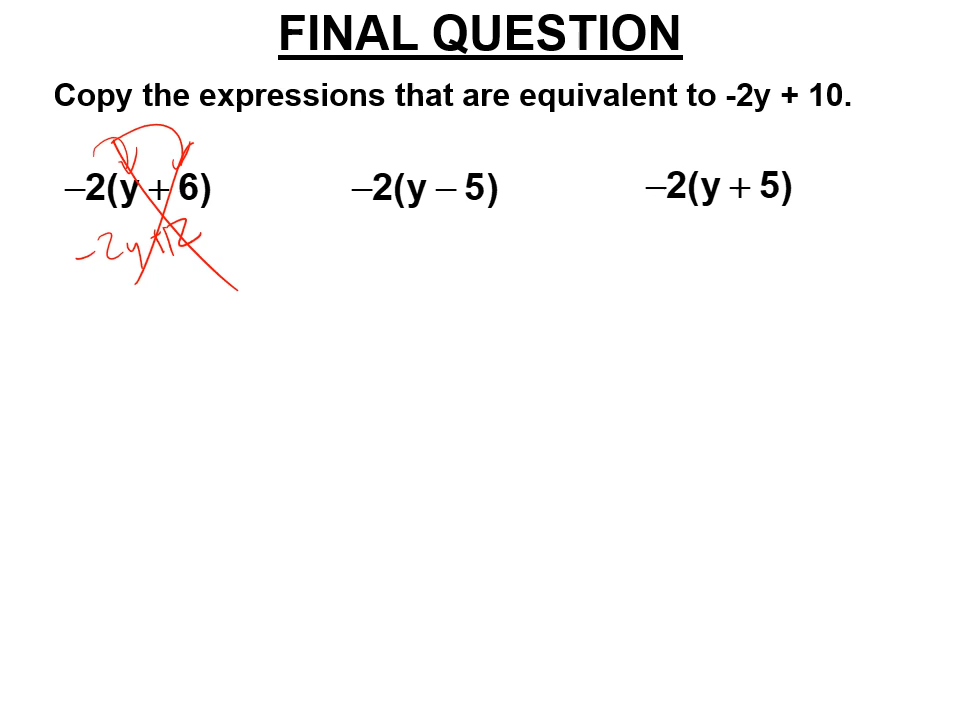 FINAL QUESTION
Copy the expressions that are equivalent to -2y + 10.
–2(y + 6) –2(y – 5) –2(y + 5)
-2y+12